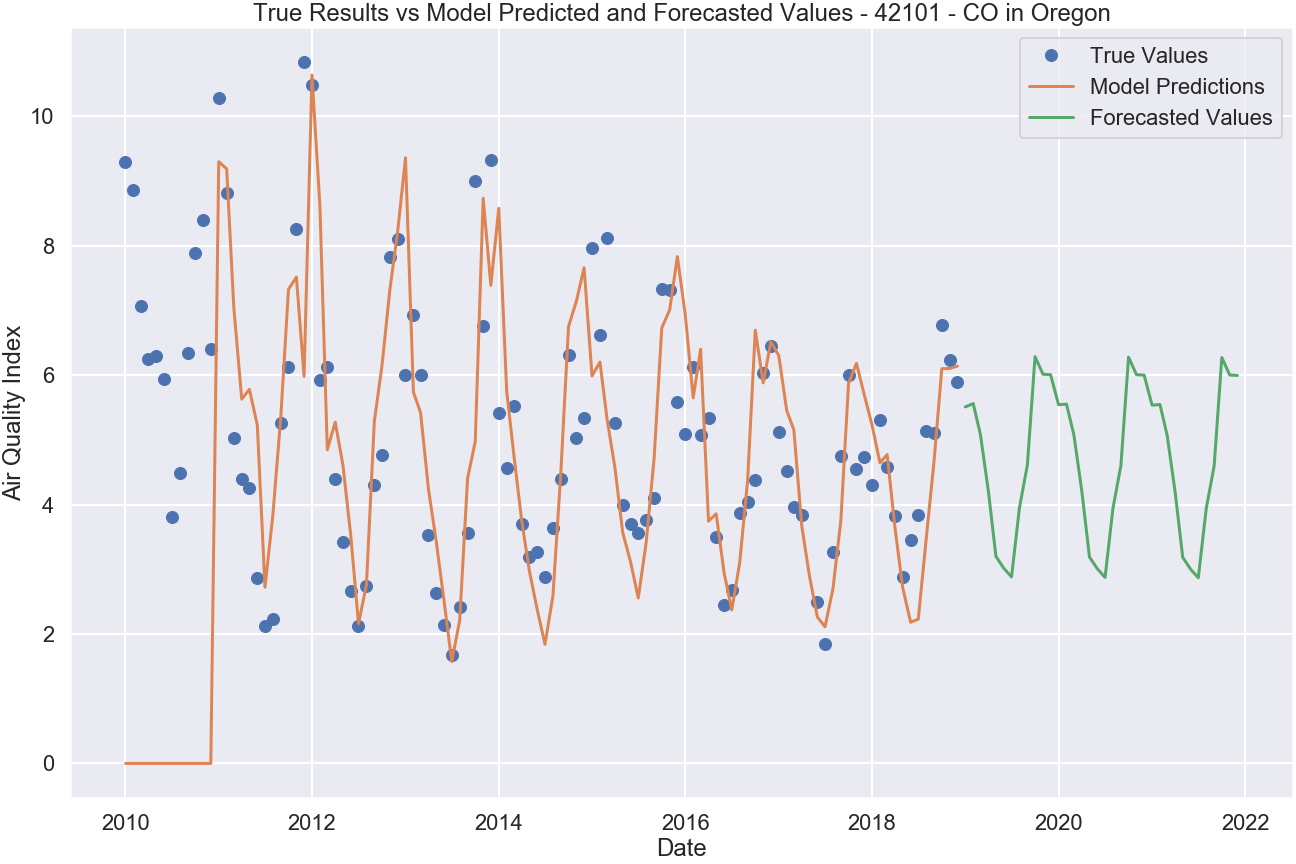 True Results vs Model Predicted and Forecasted Values - 42101 - CO in Oregon
True Values
Model Predictions
Forecasted Values
Air Quality Index
10
8
6
4
2
0
2010 2012 2014 2016 2018 2020 2022
Date